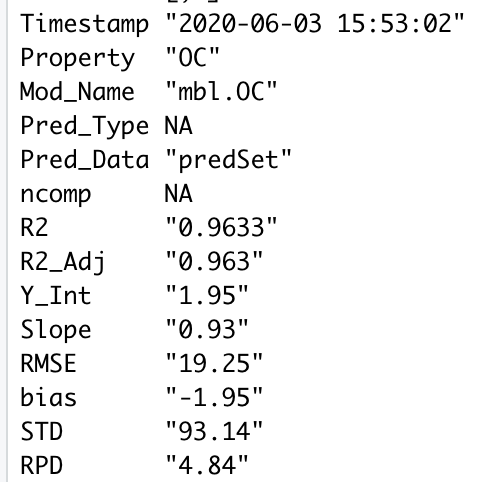 Timestamp "2020-06-03 15:53:02"
Property "OC"
Mod_Name "mbl.OC"
Pred_Type NA
Pred_Data "predSet"
ncomp NA
R2 "0.9633"
R2_Adj "0.963"
Y_Int "1.95"
Slope "0.93"
RMSE "19.25"
bias "-1.95"
STD "93.14"
RPD "4.84"